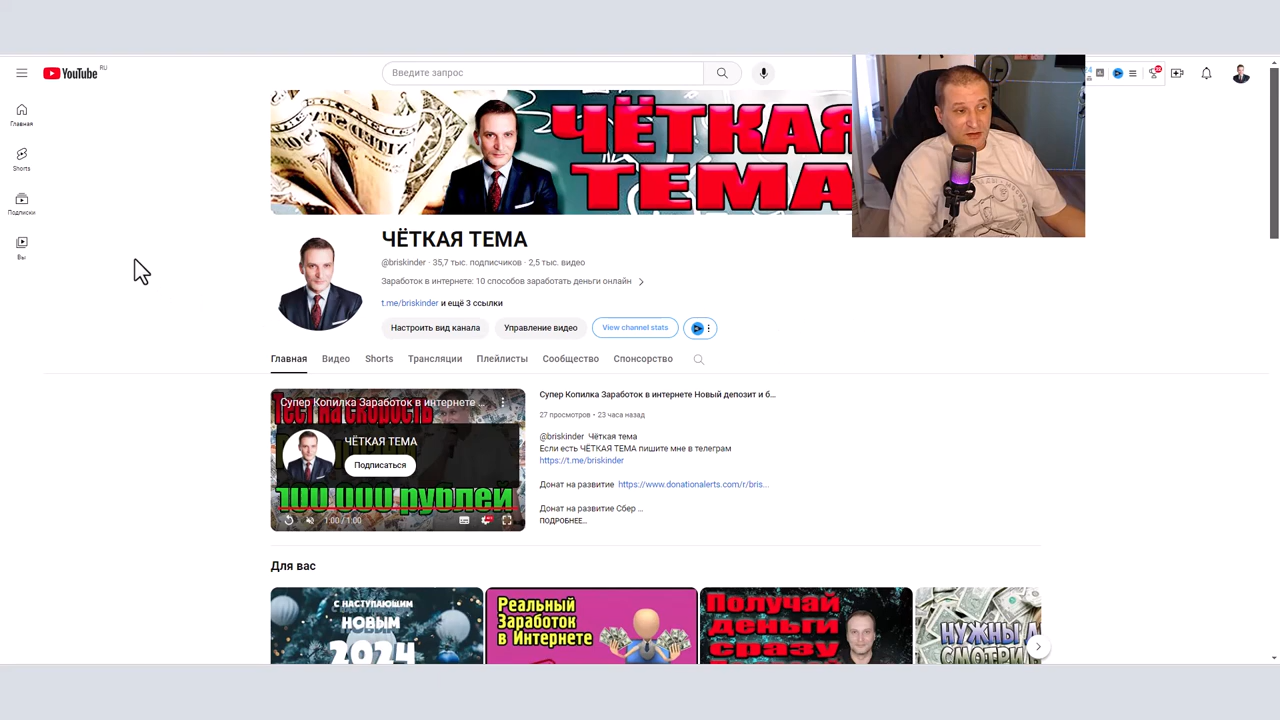 YouTube RU
Введите запрос
Главная
Shorts
Подписки
Вы
ЧЁТКАЯ
ТЕМА
ЧЁТКАЯ ТЕМА
@briskinder · 35,7 тыс. подписчиков · 2,5 тыс. видео
Заработок в интернете: 10 способов заработать деньги онлайн
t.me/briskinder и ещё 3 ссылки
Настроить вид канала
Управление видео
View channel stats
Главная Видео Shorts Трансляции Плейлисты Сообщество Спонсорство
Супер Копилка Заработок в интернете ...
Тест на скорость
ЧЁТКАЯ ТЕМА
Подписаться
100 000 рублей
1:00 / 1:00
Супер Копилка Заработок в интернете Новый депозит и б...
27 просмотров • 23 часа назад
@briskinder Чёткая тема
Если есть ЧЁТКАЯ ТЕМА пишите мне в телеграм
https://t.me/briskinder
Донат на развитие https://www.donationalerts.com/r/bris...
Донат на развитие Сбер ...
ПОДРОБНЕЕ...
Для вас
С НАСТУПАЮЩИМ
НОВЫМ
2024
Реальный
Заработок
в Интернете
Получай
деньги
сразу
НУЖНЫ
СМОТРИ